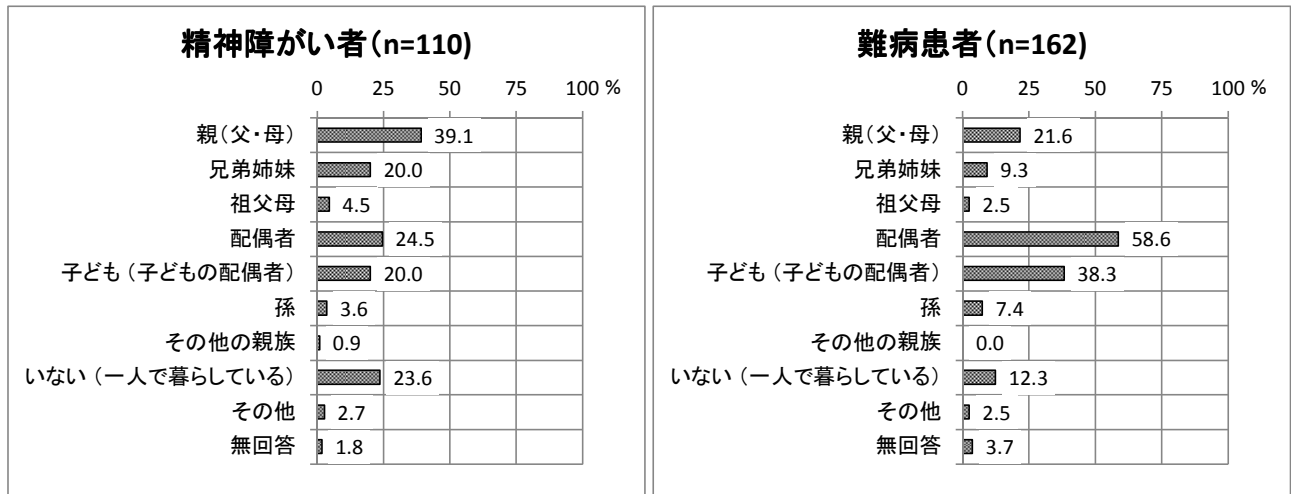 精神障がい者(n=110)
0 25 50 75 100 %
親(父・母) 39.1
兄弟姉妹 20.0
祖父母 4.5
配偶者 24.5
子ども(子どもの配偶者) 20.0
孫 3.6
その他の親族 0.9
いない(一人で暮らしている) 23.6
その他 2.7
無回答 1.8
難病患者(n=162)
0 25 50 75 100 %
親(父・母) 21.6
兄弟姉妹 9.3
祖父母 2.5
配偶者 58.6
子ども(子どもの配偶者) 38.3
孫 7.4
その他の親族 0.0
いない(一人で暮らしている) 12.3
その他 2.5
無回答 3.7